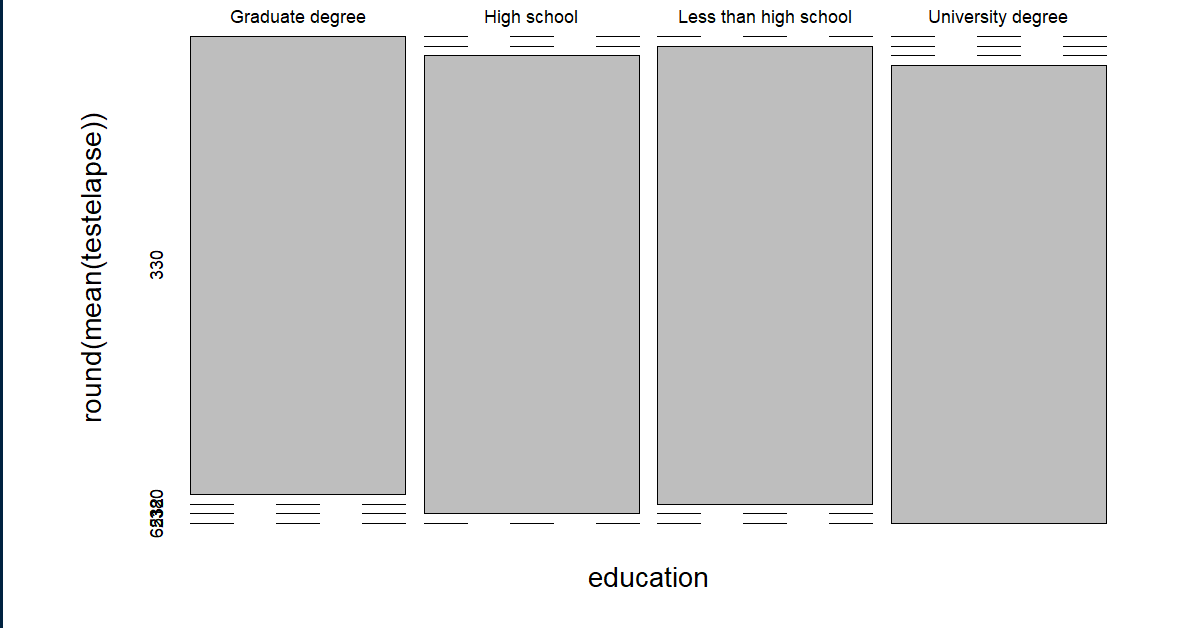 Graduate degree
High school
Less than high school
University degree
round(mean(testelapse))
330
education